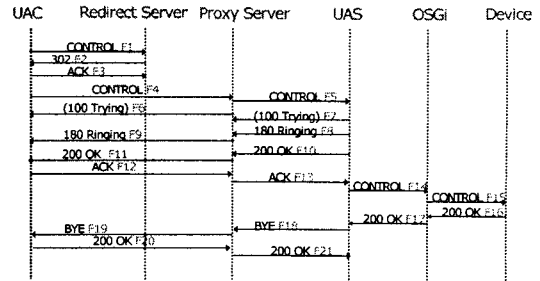 UAC Redirect Server Proxy Server UAS OSGi Device
CONTROL F1
302 F2
ACK F3
CONTROL F4
CONTROL F5
(100 Trying) F6
(100 Trying) F7
180 Ringing F8
180 Ringing F9
200 OK F10
200 OK F11
ACK F12
ACK F13
CONTROL F14
CONTROL F15
200 OK F16
200 OK F17
BYE F18
BYE F19
200 OK F20
200 OK F21